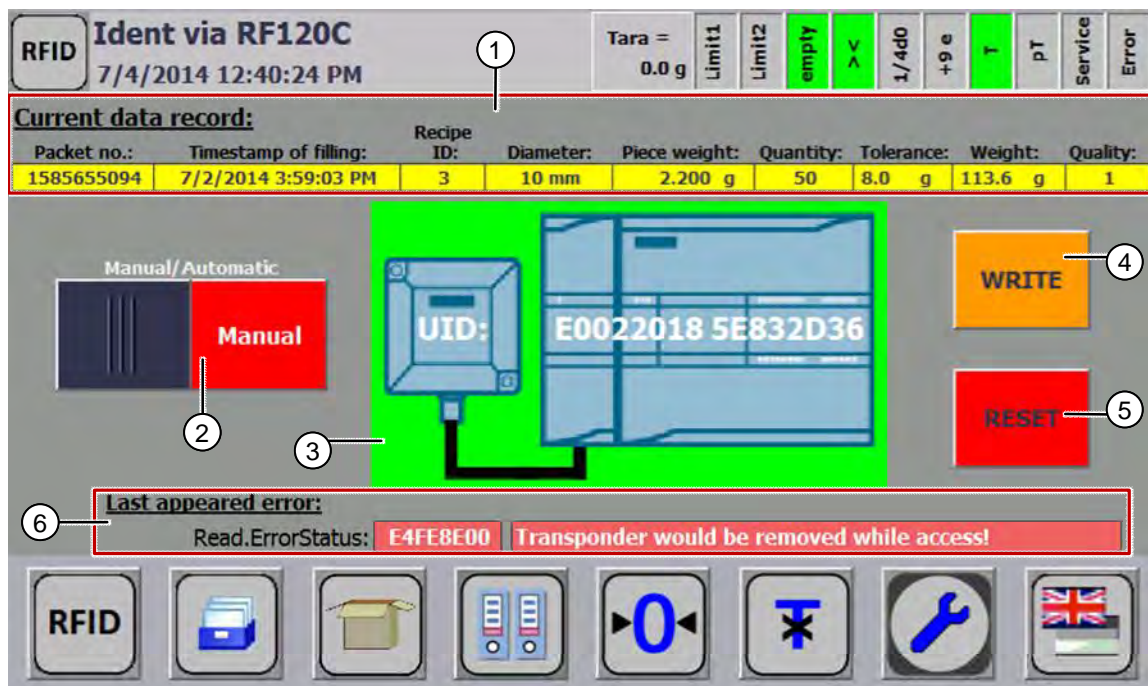 RFID
Ident via RF120C
7/4/2014 12:40:24 PM
1
Tara =
0.0 g
Limit1
Limit2
empty
> <
1/4d0
+9 e
T
pT
Service
Error
Current data record:
Packet no.: Timestamp of filling: Recipe ID: Diameter: Piece weight: Quantity: Tolerance: Weight: Quality:
1585655094 7/2/2014 3:59:03 PM 3 10 mm 2.200 g 50 8.0 g 113.6 g 1
Manual/Automatic
Manual
2
3
UID: E0022018 5E832D36
WRITE
4
RESET
5
6
Last appeared error:
Read.ErrorStatus: E4FE8E00 Transponder would be removed while access!
RFID
0
T